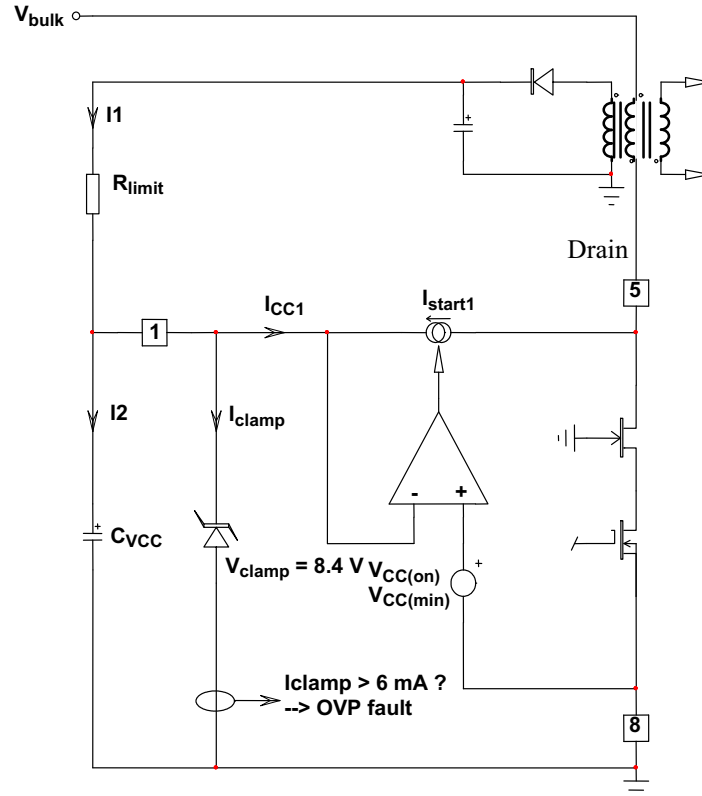 Vbulk
I1
Rlimit
Drain
5
ICC1
Istart1
1
I2
Iclamp
- +
CVCC
Vclamp = 8.4 V
VCC(on)
VCC(min)
+
+
+
Iclamp > 6 mA ?
--> OVP fault
8